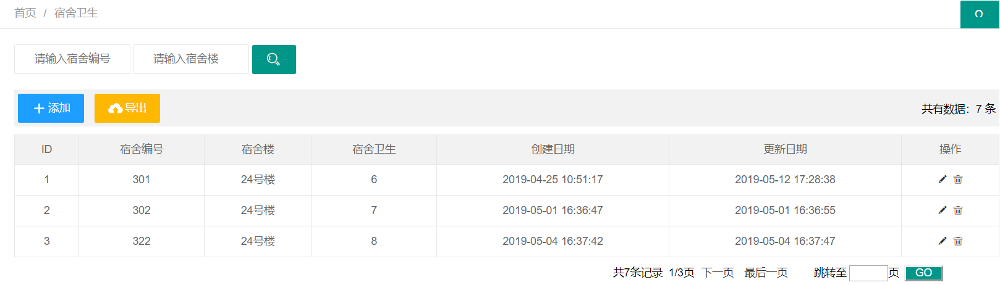 首页 / 宿舍卫生
请输入宿舍编号 请输入宿舍楼
添加 导出 共有数据：7 条
ID 宿舍编号 宿舍楼 宿舍卫生 创建日期 更新日期 操作
1 301 24号楼 6 2019-04-25 10:51:17 2019-05-12 17:28:38
2 302 24号楼 7 2019-05-01 16:36:47 2019-05-01 16:36:55
3 322 24号楼 8 2019-05-04 16:37:42 2019-05-04 16:37:47
共7条记录 1/3页 下一页 最后一页 跳转至 页 GO